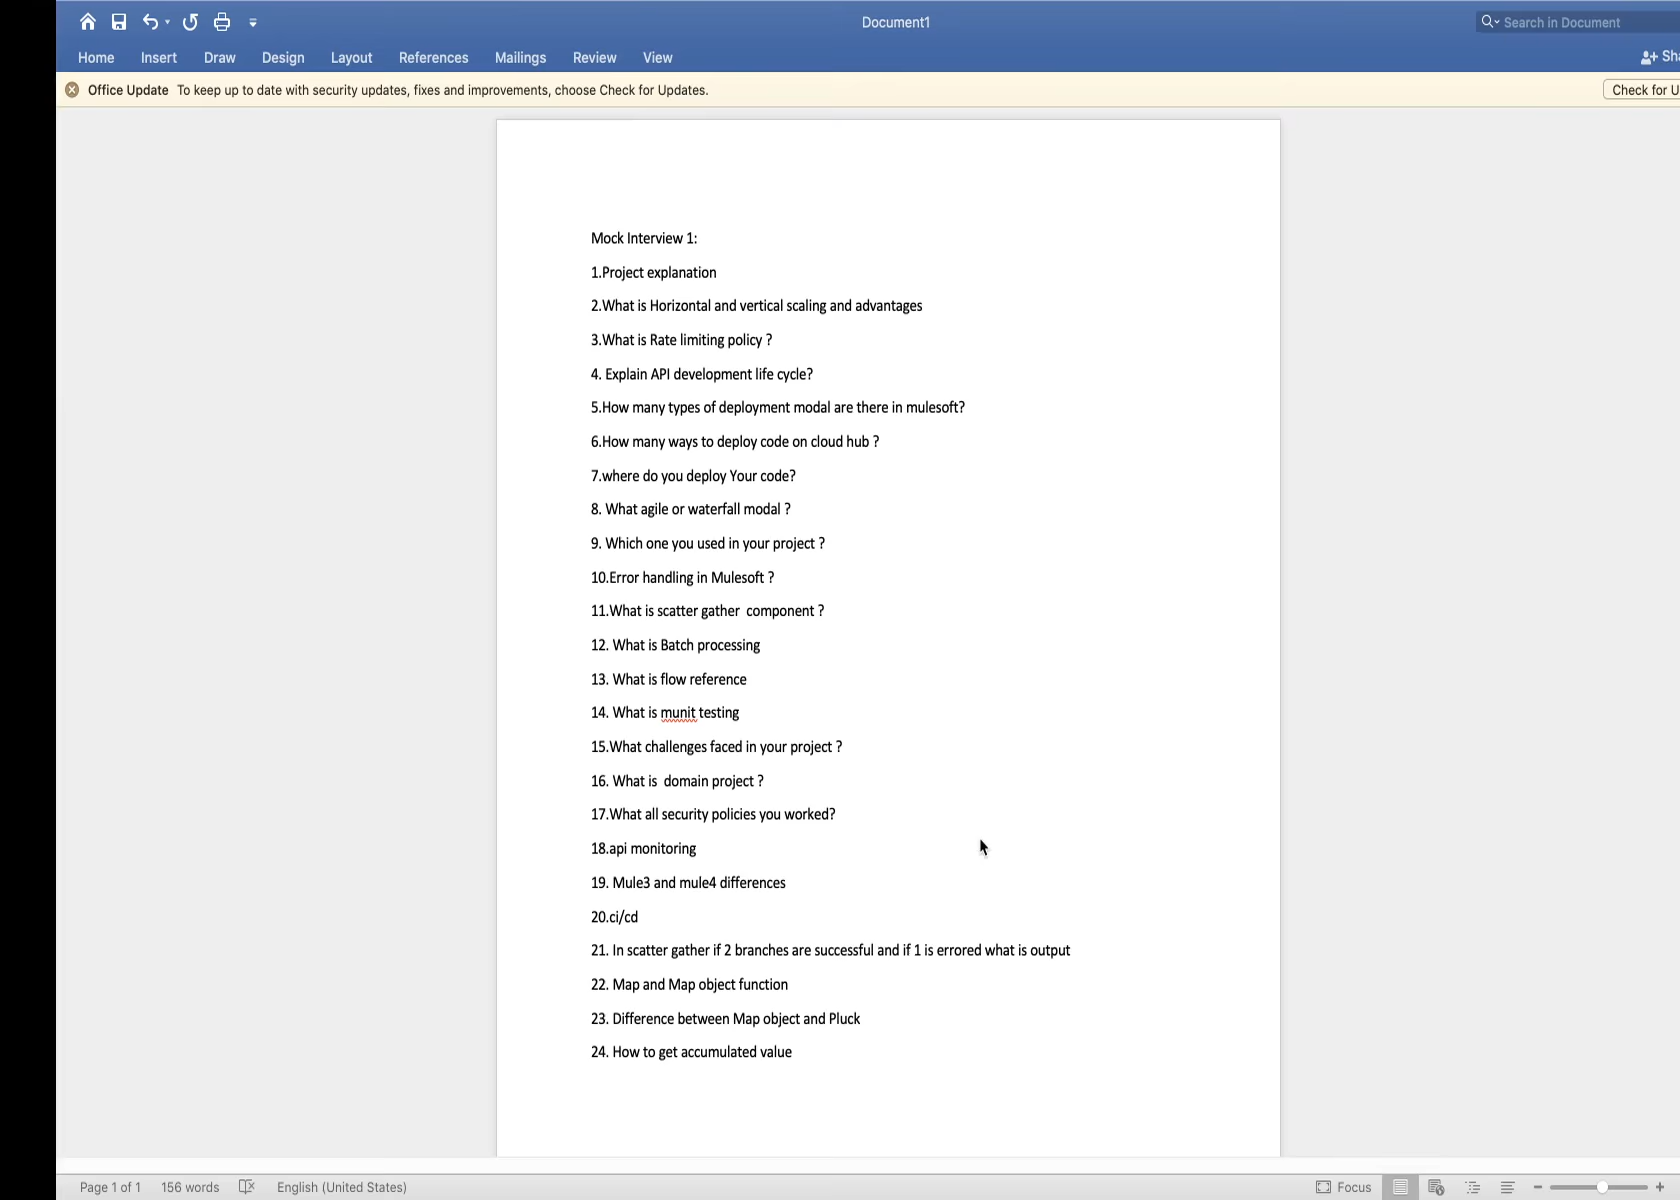 Document1
Search in Document
Home Insert Draw Design Layout References Mailings Review View
Office Update To keep up to date with security updates, fixes and improvements, choose Check for Updates.
Check for U
Mock Interview 1:
1.Project explanation
2.What is Horizontal and vertical scaling and advantages
3.What is Rate limiting policy ?
4. Explain API development life cycle?
5.How many types of deployment modal are there in mulesoft?
6.How many ways to deploy code on cloud hub ?
7.where do you deploy Your code?
8. What agile or waterfall modal ?
9. Which one you used in your project ?
10.Error handling in Mulesoft ?
11.What is scatter gather  component ?
12. What is Batch processing
13. What is flow reference
14. What is munit testing
15.What challenges faced in your project ?
16. What is  domain project ?
17.What all security policies you worked?
18.api monitoring
19. Mule3 and mule4 differences
20.ci/cd
21. In scatter gather if 2 branches are successful and if 1 is errored what is output
22. Map and Map object function
23. Difference between Map object and Pluck
24. How to get accumulated value
Page 1 of 1 156 words English (United States) Focus